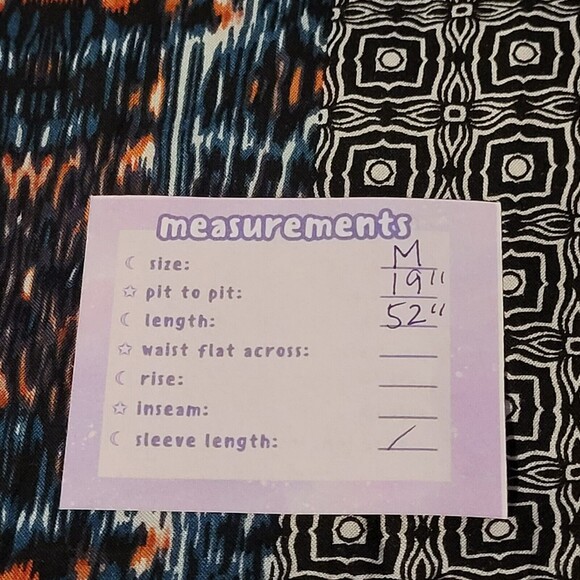 measurements
size: M
pit to pit: 19"
length: 52"
waist flat across:
rise:
inseam:
sleeve length: /